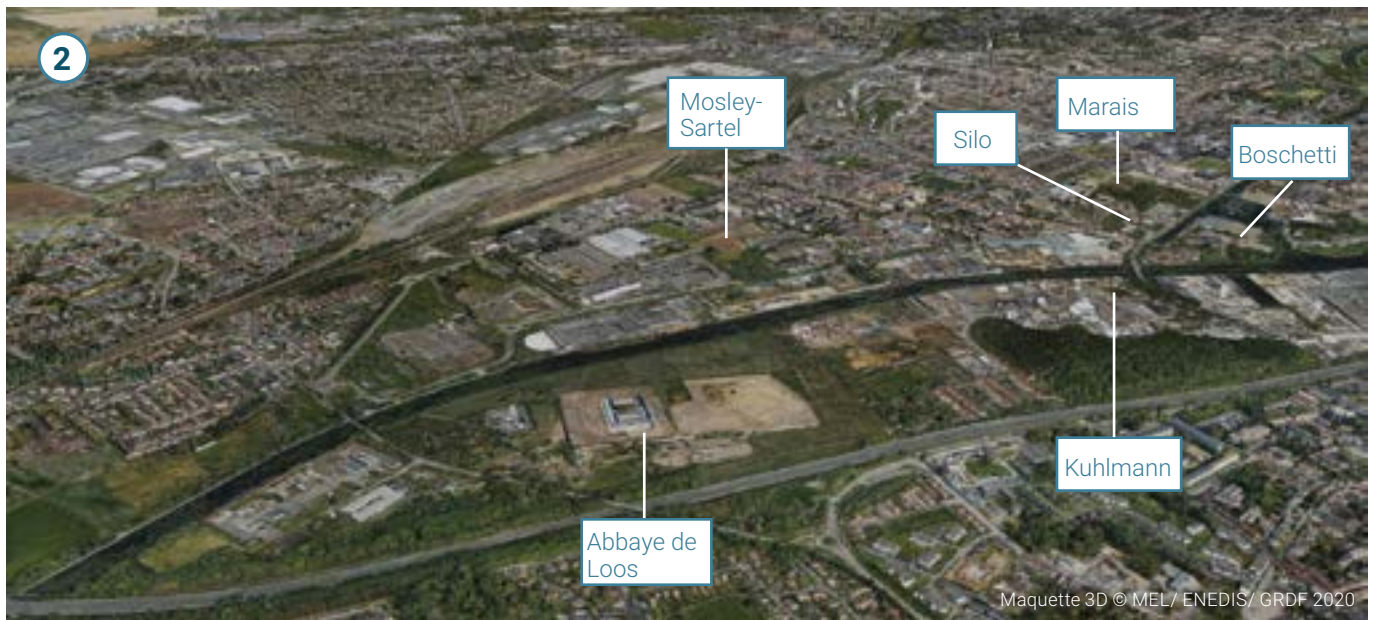 2
Mosley-
Sartel
Silo
Marais
Boschetti
Kuhlmann
Abbaye de
Loos
Maquette 3D © MEL/ ENEDIS/ GRDF 2020